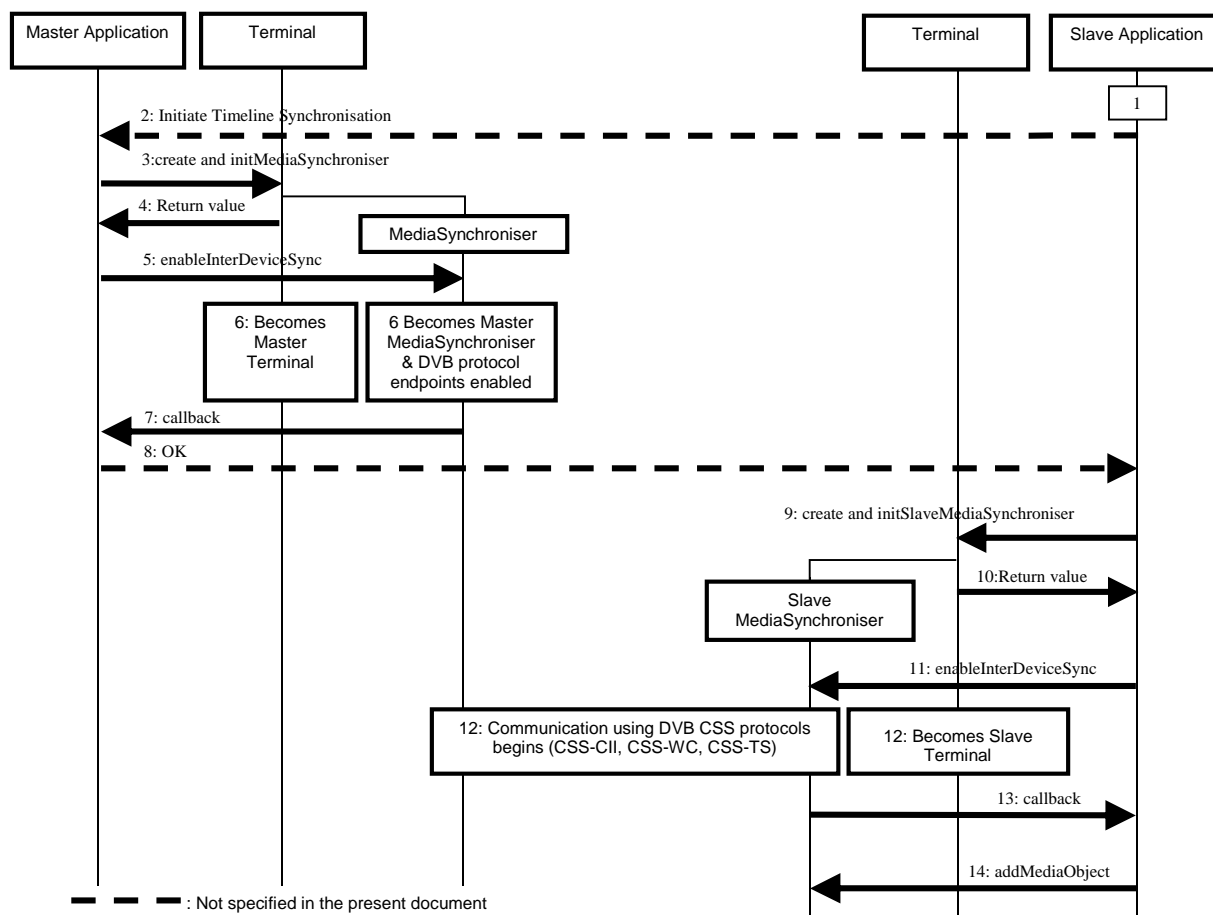 Master Application
Terminal
Terminal
Slave Application
1
2: Initiate Timeline Synchronisation
3:create and initMediaSynchroniser
4: Return value
MediaSynchroniser
5: enableInterDeviceSync
6: Becomes
Master
Terminal
6 Becomes Master
MediaSynchroniser
& DVB protocol
endpoints enabled
7: callback
8: OK
9: create and initSlaveMediaSynchroniser
10:Return value
Slave
MediaSynchroniser
11: enableInterDeviceSync
12: Communication using DVB CSS protocols
begins (CSS-CII, CSS-WC, CSS-TS)
12: Becomes Slave
Terminal
13: callback
14: addMediaObject
: Not specified in the present document